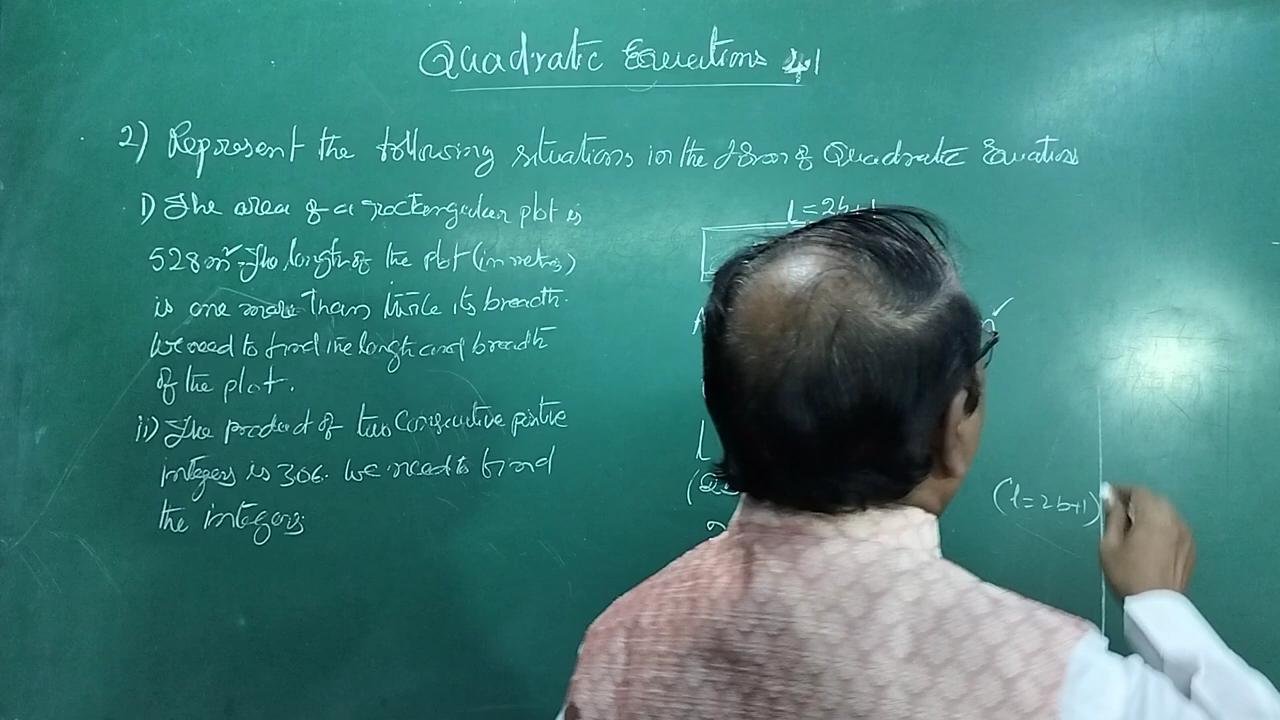 Quadratic Equations 4.1
2) Represent the following situations in the form of Quadratic Equations
i) The area of a rectangular plot is
528m². The length of the plot (in metres)
is one more than twice its breadth.
We need to find the length and breadth
of the plot.
ii) The product of two Consecutive positive
integers is 306. We need to find
the integers
l = 2b+1
A
l
(2b
(l = 2b+1)